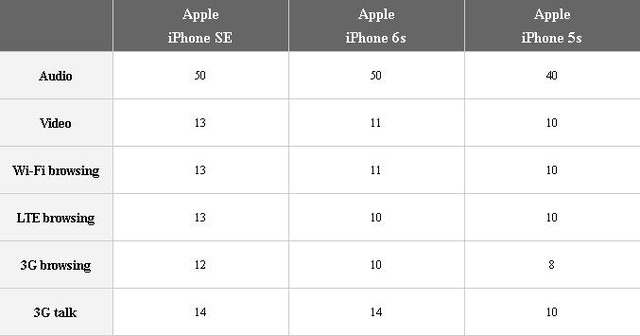 Apple iPhone SE Apple iPhone 6s Apple iPhone 5s
Audio 50 50 40
Video 13 11 10
Wi-Fi browsing 13 11 10
LTE browsing 13 10 10
3G browsing 12 10 8
3G talk 14 14 10